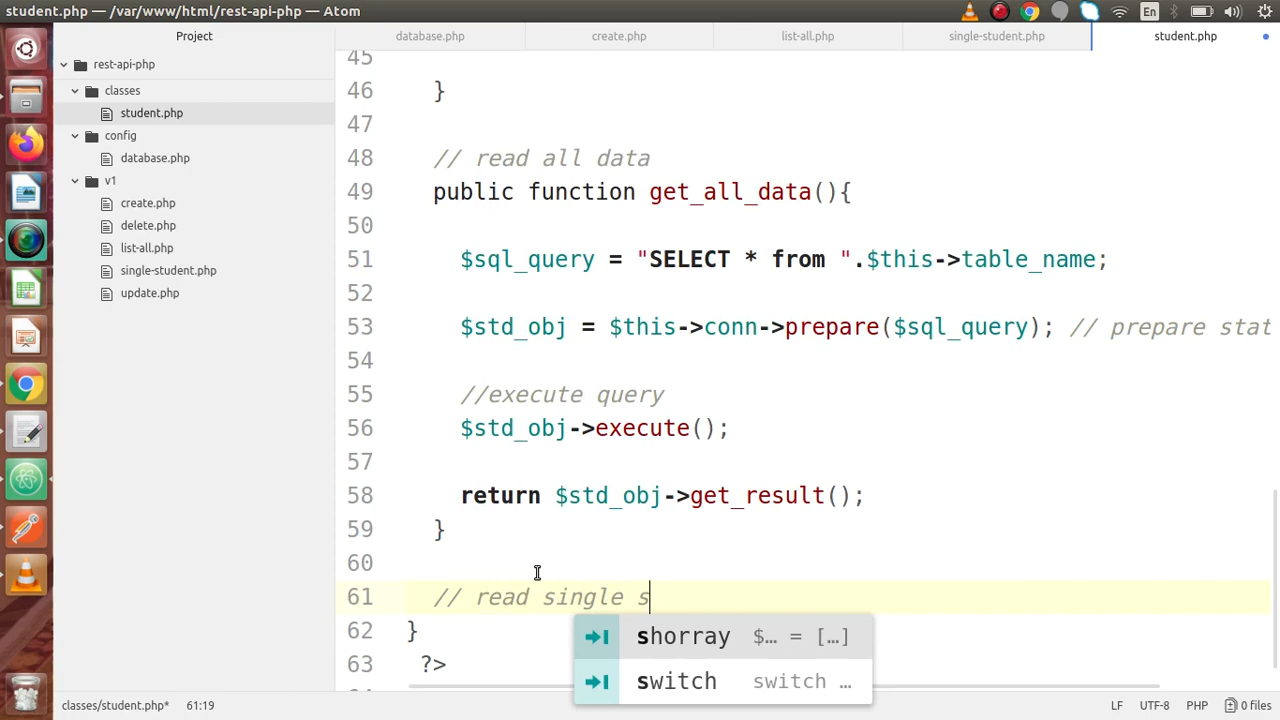 student.php — /var/www/html/rest-api-php — Atom
En
Project
database.php
create.php
list-all.php
single-student.php
student.php
rest-api-php
classes
student.php
config
database.php
v1
create.php
delete.php
list-all.php
single-student.php
update.php
45
46 }
47
48 // read all data
49 public function get_all_data(){
50
51 $sql_query = "SELECT * from ".$this->table_name;
52
53 $std_obj = $this->conn->prepare($sql_query); // prepare stat
54
55 //execute query
56 $std_obj->execute();
57
58 return $std_obj->get_result();
59 }
60
61 // read single s
62 }
63 ?>
shorray $… = […]
switch switch …
classes/student.php* 61:19
LF UTF-8 PHP 0 files